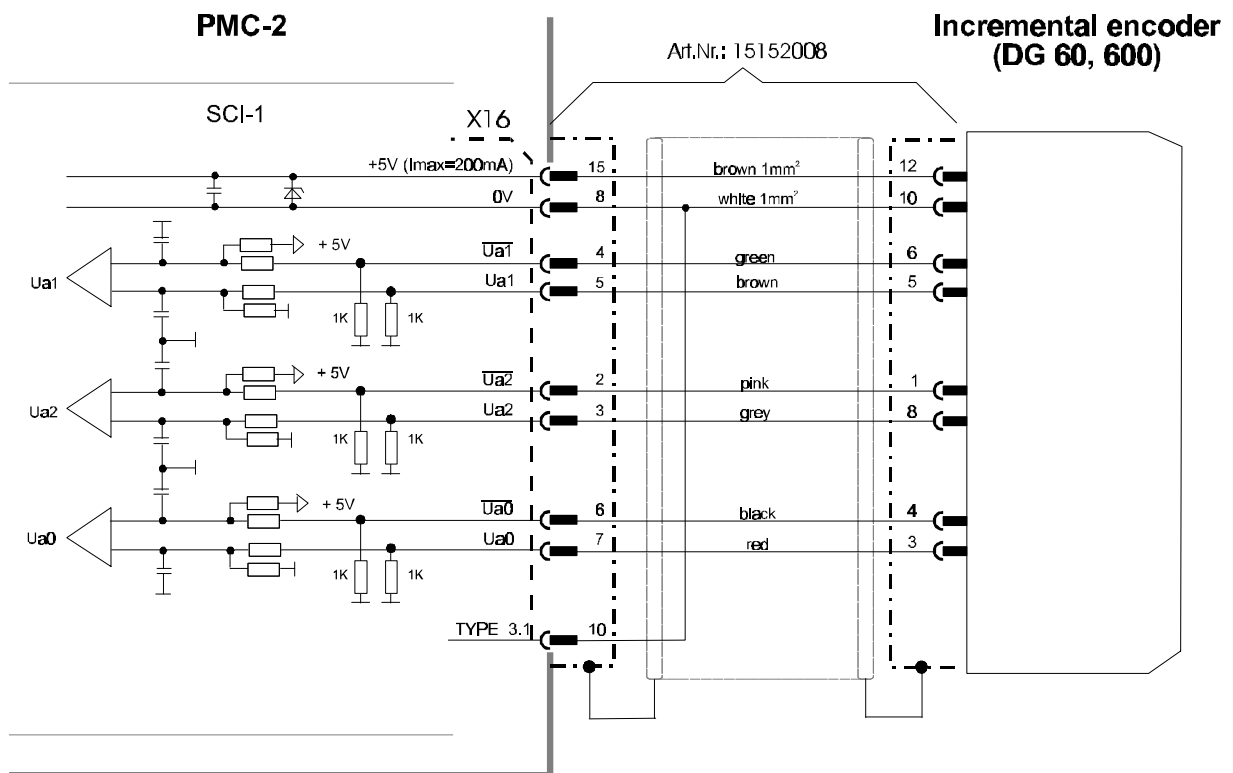 PMC-2
Incremental encoder
(DG 60, 600)
Art.Nr.: 15152008
SCI-1
X16
+5V (Imax=200mA) 15 brown 1mm² 12
0V 8 white 1mm² 10
+ 5V
Ua1 4 green 6
Ua1
Ua1 5 brown 5
1K 1K
+ 5V
Ua2 2 pink 1
Ua2
Ua2 3 grey 8
1K 1K
+ 5V
Ua0 6 black 4
Ua0
Ua0 7 red 3
1K 1K
TYPE 3.1 10